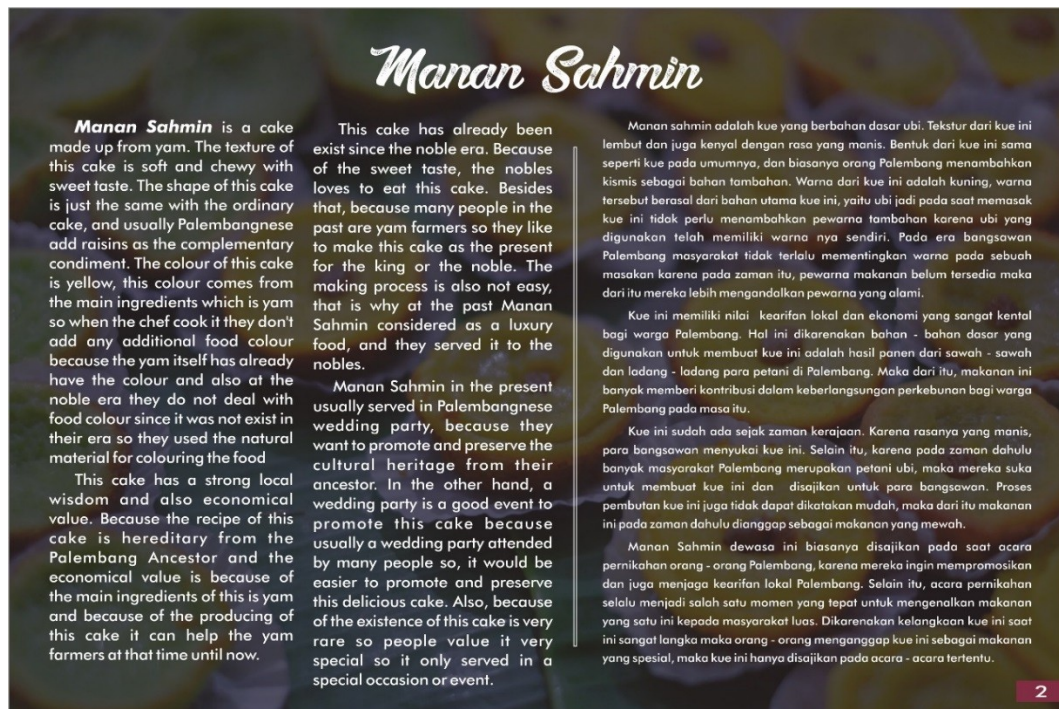 Manan Sahmin
Manan Sahmin is a cake
made up from yam. The texture of
this cake is soft and chewy with
sweet taste. The shape of this cake
is just the same with the ordinary
cake, and usually Palembangnese
add raisins as the complementary
condiment. The colour of this cake
is yellow, this colour comes from
the main ingredients which is yam
so when the chef cook it they don't
add any additional food colour
because the yam itself has already
have the colour and also at the
noble era they do not deal with
food colour since it was not exist in
their era so they used the natural
material for colouring the food
This cake has a strong local
wisdom and also economical
value. Because the recipe of this
cake is hereditary from the
Palembang Ancestor and the
economical value is because of
the main ingredients of this is yam
and because of the producing of
this cake it can help the yam
farmers at that time until now.
This cake has already been
exist since the noble era. Because
of the sweet taste, the nobles
loves to eat this cake. Besides
that, because many people in the
past are yam farmers so they like
to make this cake as the present
for the king or the noble. The
making process is also not easy,
that is why at the past Manan
Sahmin considered as a luxury
food, and they served it to the
nobles.
Manan Sahmin in the present
usually served in Palembangnese
wedding party, because they
want to promote and preserve the
cultural heritage from their
ancestor. In the other hand, a
wedding party is a good event to
promote this cake because
usually a wedding party attended
by many people so, it would be
easier to promote and preserve
this delicious cake. Also, because
of the existence of this cake is very
rare so people value it very
special so it only served in a
special occasion or event.
Manan sahmin adalah kue yang berbahan dasar ubi. Tekstur dari kue ini
lembut dan juga kenyal dengan rasa yang manis. Bentuk dari kue ini sama
seperti kue pada umumnya, dan biasanya orang Palembang menambahkan
kismis sebagai bahan tambahan. Warna dari kue ini adalah kuning, warna
tersebut berasal dari bahan utama kue ini, yaitu ubi jadi pada saat memasak
kue ini tidak perlu menambahkan pewarna tambahan karena ubi yang
digunakan telah memiliki warna nya sendiri. Pada era bangsawan
Palembang masyarakat tidak terlalu mementingkan warna pada sebuah
masakan karena pada zaman itu, pewarna makanan belum tersedia maka
dari itu mereka lebih mengandalkan pewarna yang alami.
Kue ini memiliki nilai kearifan lokal dan ekonomi yang sangat kental
bagi warga Palembang. Hal ini dikarenakan bahan - bahan dasar yang
digunakan untuk membuat kue ini adalah hasil panen dari sawah - sawah
dan ladang - ladang para petani di Palembang. Maka dari itu, makanan ini
banyak memberi kontribusi dalam keberlangsungan perkebunan bagi warga
Palembang pada masa itu.
Kue ini sudah ada sejak zaman kerajaan. Karena rasanya yang manis,
para bangsawan menyukai kue ini. Selain itu, karena pada zaman dahulu
banyak masyarakat Palembang merupakan petani ubi, maka mereka suka
untuk membuat kue ini dan disajikan untuk para bangsawan. Proses
pembutan kue ini juga tidak dapat dikatakan mudah, maka dari itu makanan
ini pada zaman dahulu dianggap sebagai makanan yang mewah.
Manan Sahmin dewasa ini biasanya disajikan pada saat acara
pernikahan orang - orang Palembang, karena mereka ingin mempromosikan
dan juga menjaga kearifan lokal Palembang. Selain itu, acara pernikahan
selalu menjadi salah satu momen yang tepat untuk mengenalkan makanan
yang satu ini kepada masyarakat luas. Dikarenakan kelangkaan kue ini saat
ini sangat langka maka orang - orang menganggap kue ini sebagai makanan
yang spesial, maka kue ini hanya disajikan pada acara - acara tertentu.
2